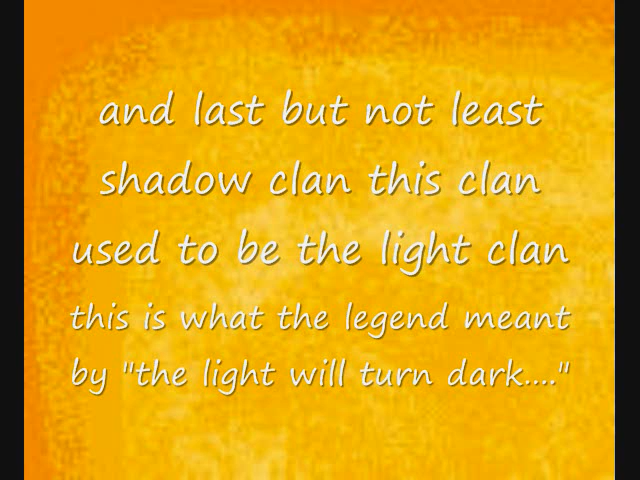 and last but not least
shadow clan this clan
used to be the light clan
this is what the legend meant
by "the light will turn dark...."